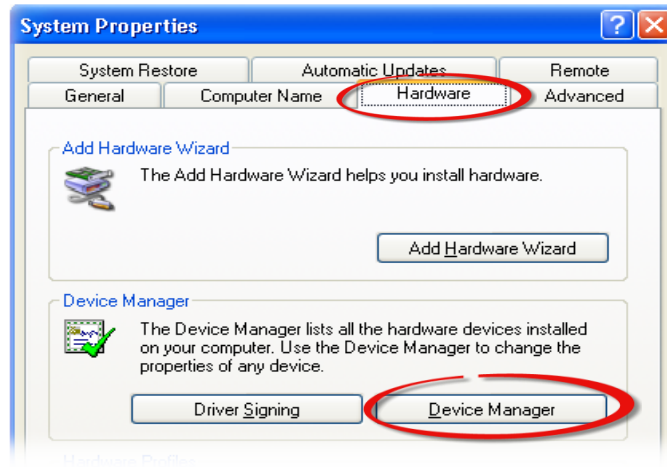 System Properties
System Restore
Automatic Updates
Remote
General
Computer Name
Hardware
Advanced
Add Hardware Wizard
The Add Hardware Wizard helps you install hardware.
Add Hardware Wizard
Device Manager
The Device Manager lists all the hardware devices installed
on your computer. Use the Device Manager to change the
properties of any device.
Driver Signing
Device Manager
Hardware Profiles